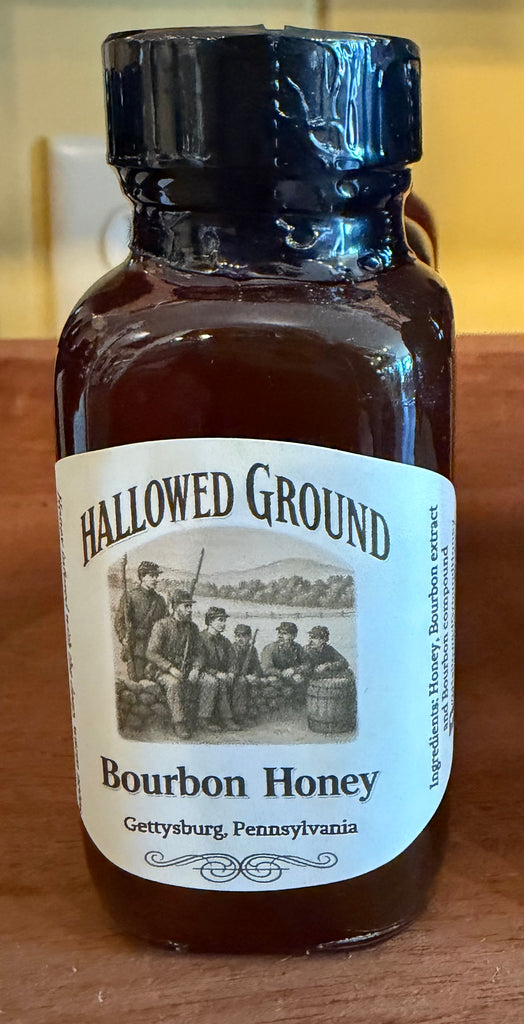 HALLOWED GROUND
Bourbon Honey
Gettysburg, Pennsylvania
Ingredients: Honey, Bourbon extract
and Bourbon compound